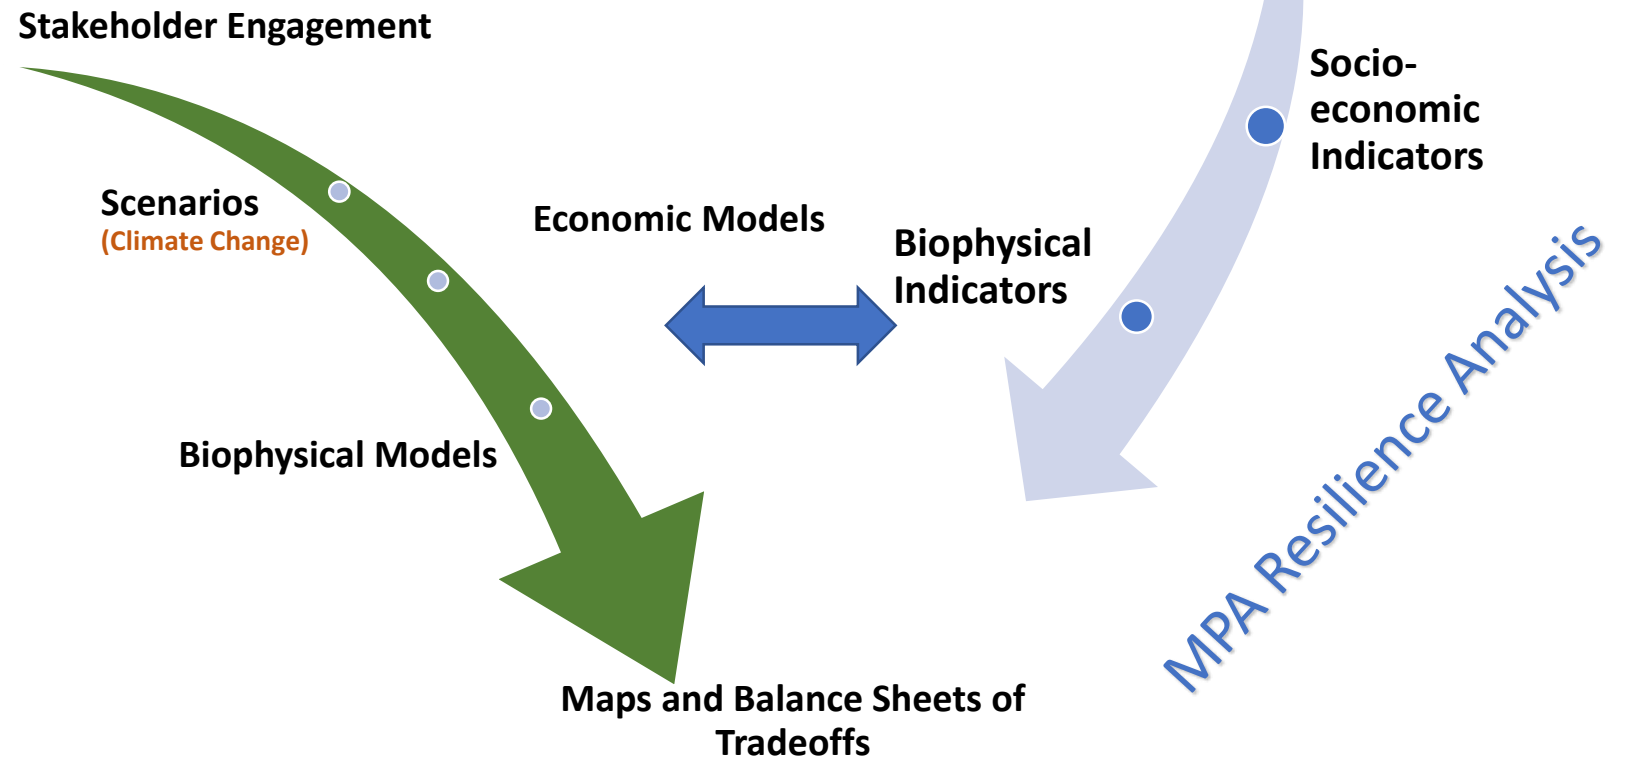 Stakeholder Engagement
Scenarios
(Climate Change)
Biophysical Models
Economic Models
Biophysical
Indicators
Socio-
economic
Indicators
MPA Resilience Analysis
Maps and Balance Sheets of
Tradeoffs